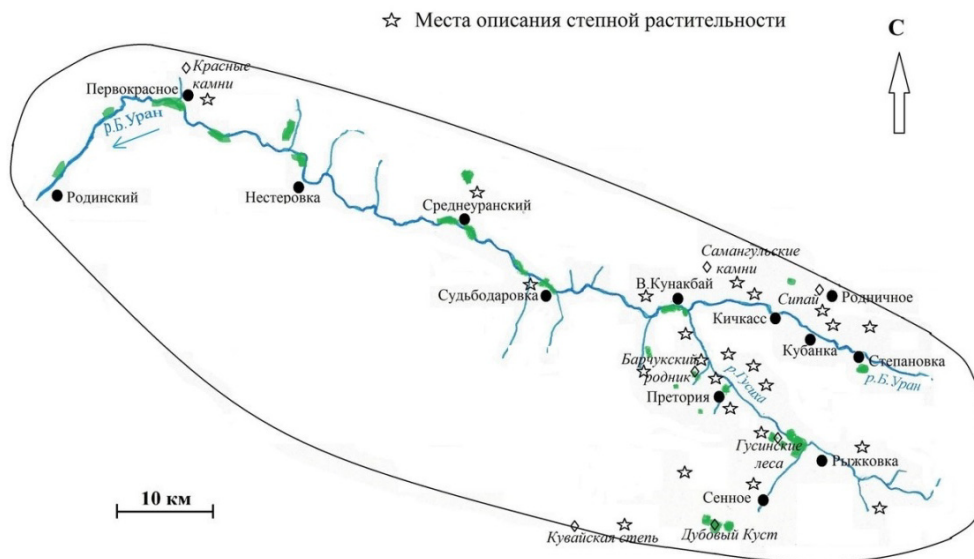 Места описания степной растительности
С
Красные
камни
Первокрасное
р.Б.Уран
Родинский
Нестеровка
Среднеуранский
Самангульские
камни
В.Кунакбай
Сипай
Родничное
Судьбодаровка
Кичкасс
Кубанка
Степановка
Барчукский
родник
р.Гусиха
р.Б.Уран
Претория
Гусинские
леса
Рыжковка
10 км
Сенное
Кувайская степь
Дубовый Куст